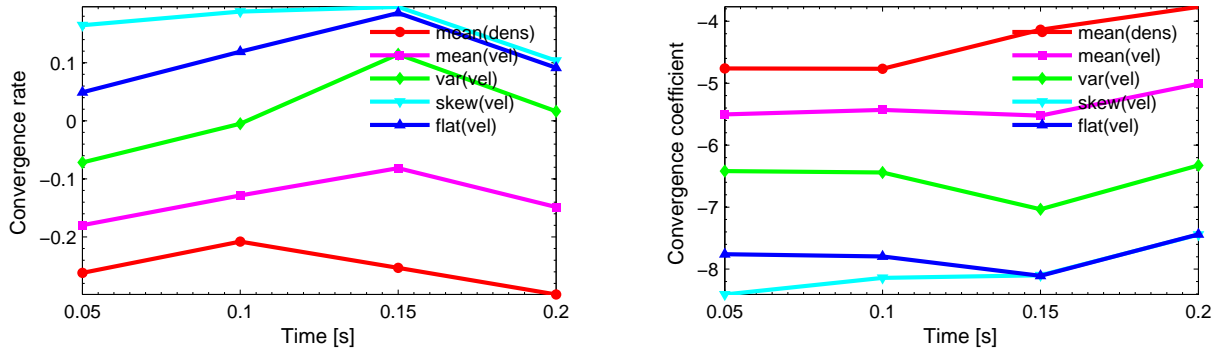 Convergence rate
0.1
0
−0.1
−0.2
mean(dens)
mean(vel)
var(vel)
skew(vel)
flat(vel)
0.05 0.1 0.15 0.2
Time [s]
Convergence coefficient
−4
−5
−6
−7
−8
mean(dens)
mean(vel)
var(vel)
skew(vel)
flat(vel)
0.05 0.1 0.15 0.2
Time [s]